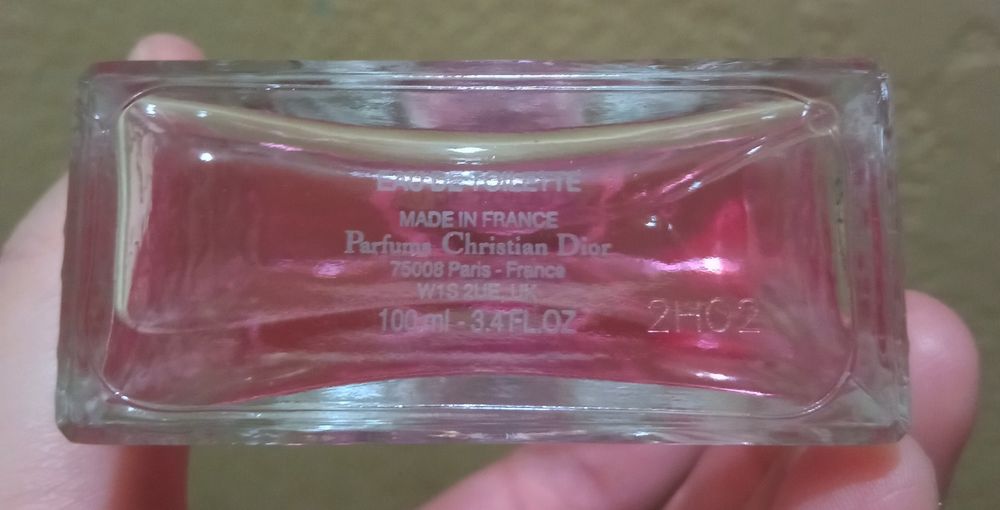 EAU DE TOILETTE
MADE IN FRANCE
Parfums Christian Dior
75008 Paris - France
W1S 2HE, UK
100 ml - 3.4 FL.OZ
2H02